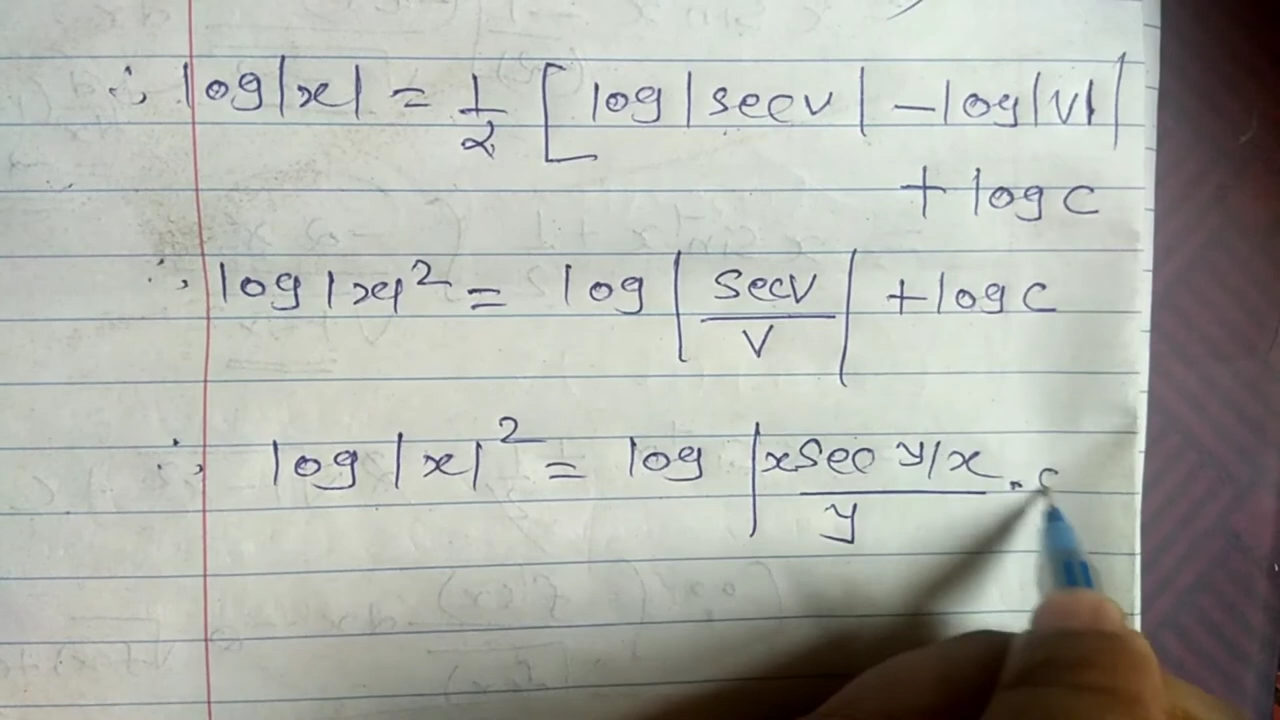 ∴ log|x| = 1/2 [log|secv| - log|v|]
+ log c
∴ log|x|² = log |secv/v| + log c
∴ log|x|² = log |x sec y/x / y . c